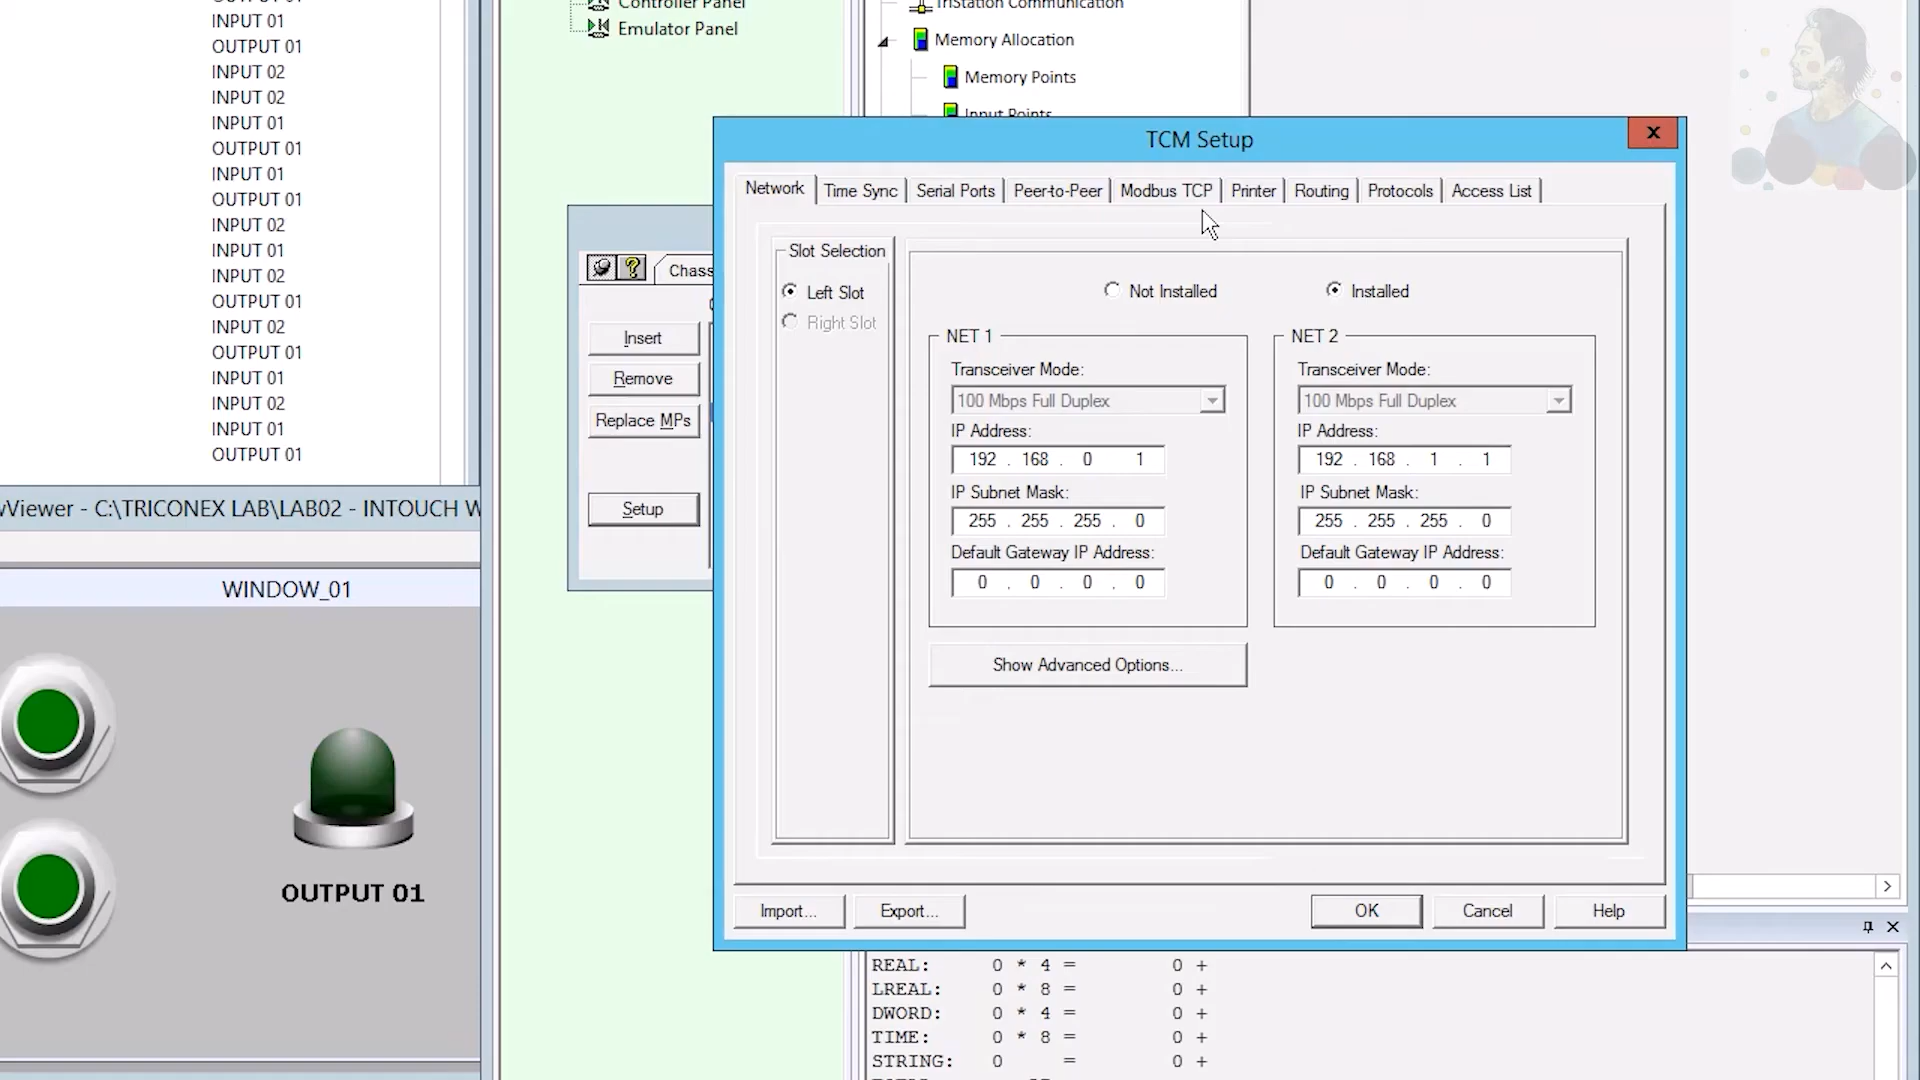 INPUT 01
OUTPUT 01
INPUT 02
INPUT 02
INPUT 01
OUTPUT 01
INPUT 01
OUTPUT 01
INPUT 02
INPUT 01
INPUT 02
OUTPUT 01
INPUT 02
OUTPUT 01
INPUT 01
INPUT 02
INPUT 01
OUTPUT 01
Viewer - C:\TRICONEX LAB\LAB02 - INTOUCH W
WINDOW_01
OUTPUT 01
Controller Panel
Emulator Panel
TriStation Communication
Memory Allocation
Memory Points
Input Points
Chass
Insert
Remove
Replace MPs
Setup
TCM Setup
X
Network Time Sync Serial Ports Peer-to-Peer Modbus TCP Printer Routing Protocols Access List
Slot Selection
Left Slot
Right Slot
Not Installed Installed
NET 1
Transceiver Mode:
100 Mbps Full Duplex
IP Address:
192 . 168 . 0 1
IP Subnet Mask:
255 . 255 . 255 . 0
Default Gateway IP Address:
0 . 0 . 0 . 0
NET 2
Transceiver Mode:
100 Mbps Full Duplex
IP Address:
192 . 168 . 1 . 1
IP Subnet Mask:
255 . 255 . 255 . 0
Default Gateway IP Address:
0 . 0 . 0 . 0
Show Advanced Options...
Import... Export... OK Cancel Help
REAL: 0 * 4 = 0 +
LREAL: 0 * 8 = 0 +
DWORD: 0 * 4 = 0 +
TIME: 0 * 8 = 0 +
STRING: 0 = 0 +